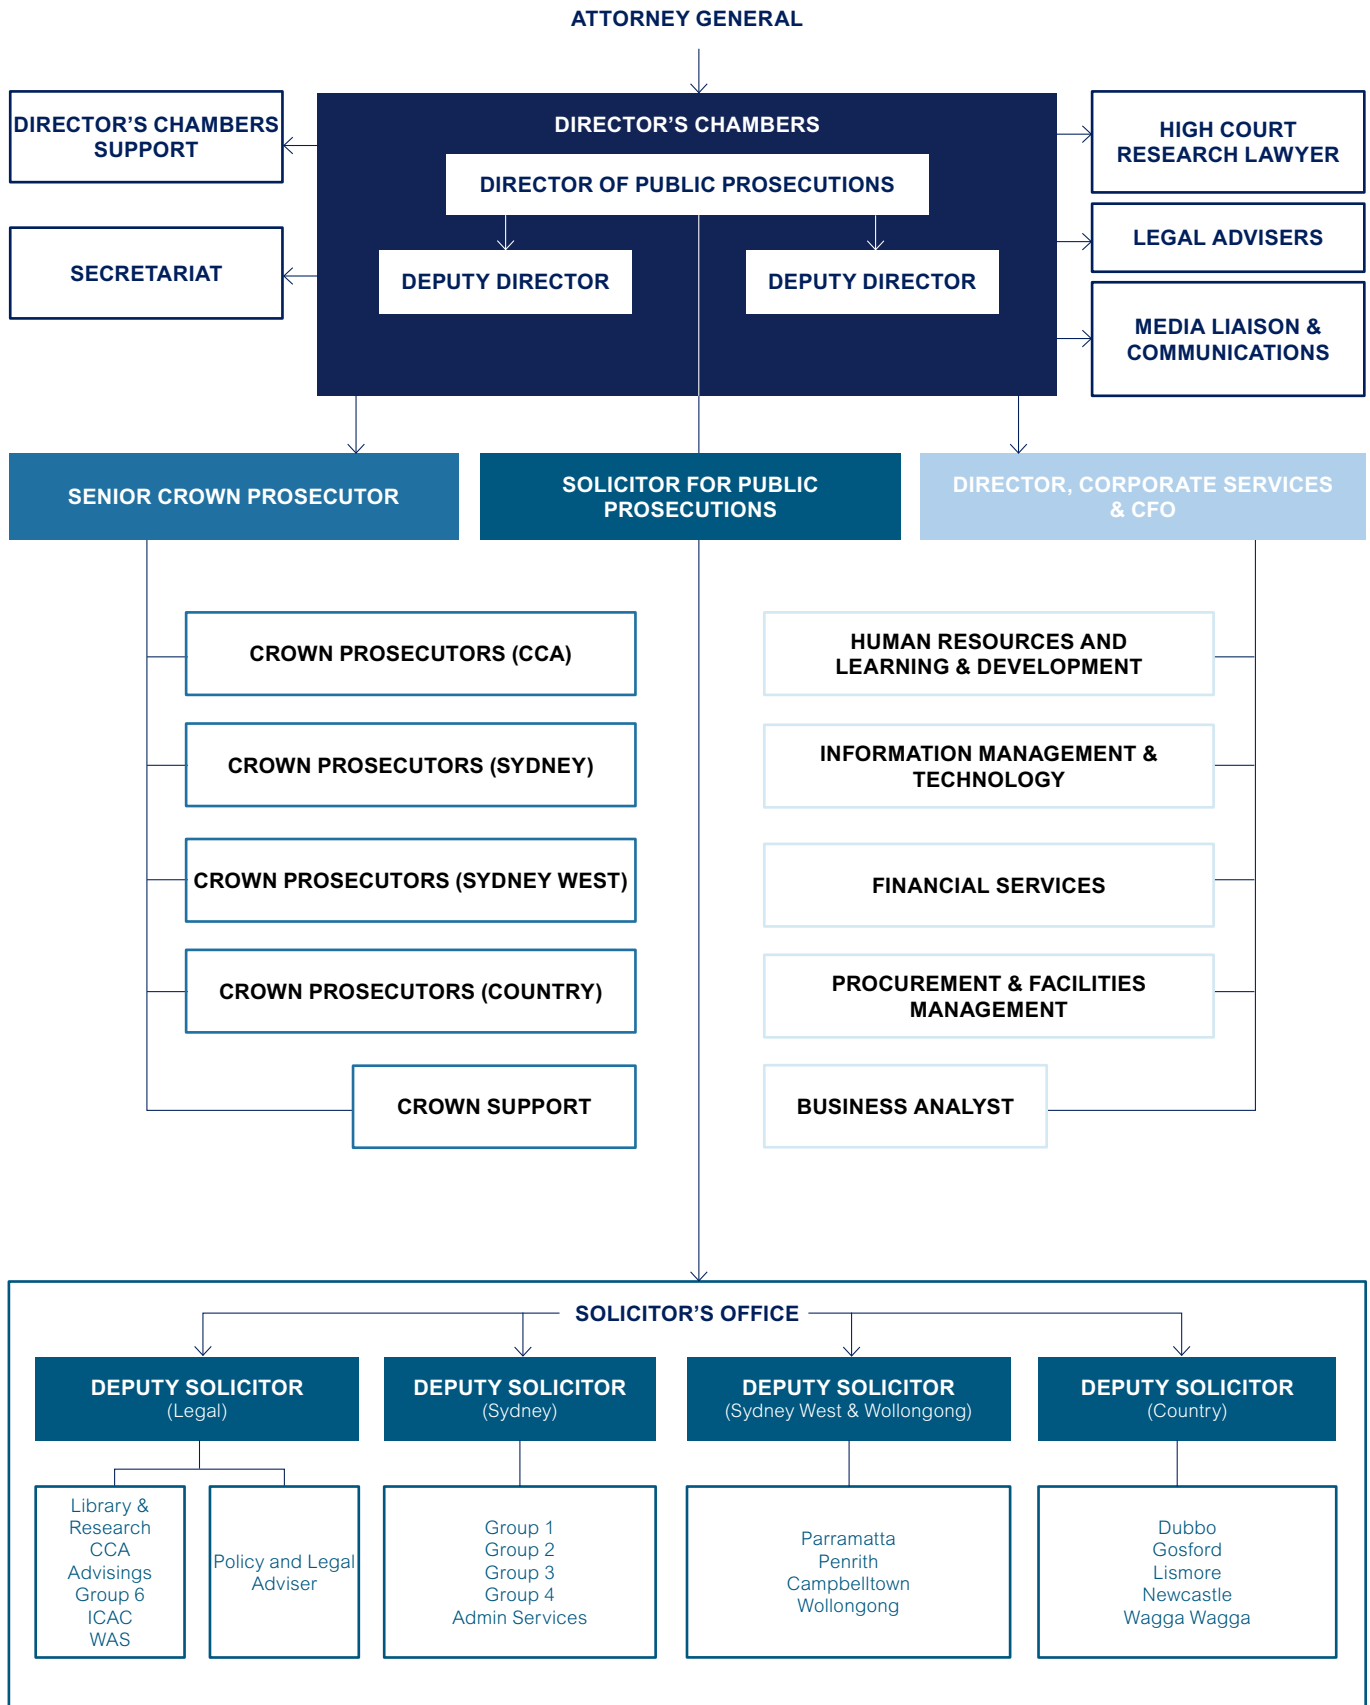 ATTORNEY GENERAL
DIRECTOR'S CHAMBERS
SUPPORT
SECRETARIAT
DIRECTOR'S CHAMBERS
DIRECTOR OF PUBLIC PROSECUTIONS
DEPUTY DIRECTOR
DEPUTY DIRECTOR
HIGH COURT
RESEARCH LAWYER
LEGAL ADVISERS
MEDIA LIAISON &
COMMUNICATIONS
SENIOR CROWN PROSECUTOR
SOLICITOR FOR PUBLIC
PROSECUTIONS
DIRECTOR, CORPORATE SERVICES
& CFO
CROWN PROSECUTORS (CCA)
CROWN PROSECUTORS (SYDNEY)
CROWN PROSECUTORS (SYDNEY WEST)
CROWN PROSECUTORS (COUNTRY)
CROWN SUPPORT
HUMAN RESOURCES AND
LEARNING & DEVELOPMENT
INFORMATION MANAGEMENT &
TECHNOLOGY
FINANCIAL SERVICES
PROCUREMENT & FACILITIES
MANAGEMENT
BUSINESS ANALYST
SOLICITOR'S OFFICE
DEPUTY SOLICITOR
(Legal)
Library &
Research
CCA
Advisings
Group 6
ICAC
WAS
Policy and Legal
Adviser
DEPUTY SOLICITOR
(Sydney)
Group 1
Group 2
Group 3
Group 4
Admin Services
DEPUTY SOLICITOR
(Sydney West & Wollongong)
Parramatta
Penrith
Campbelltown
Wollongong
DEPUTY SOLICITOR
(Country)
Dubbo
Gosford
Lismore
Newcastle
Wagga Wagga